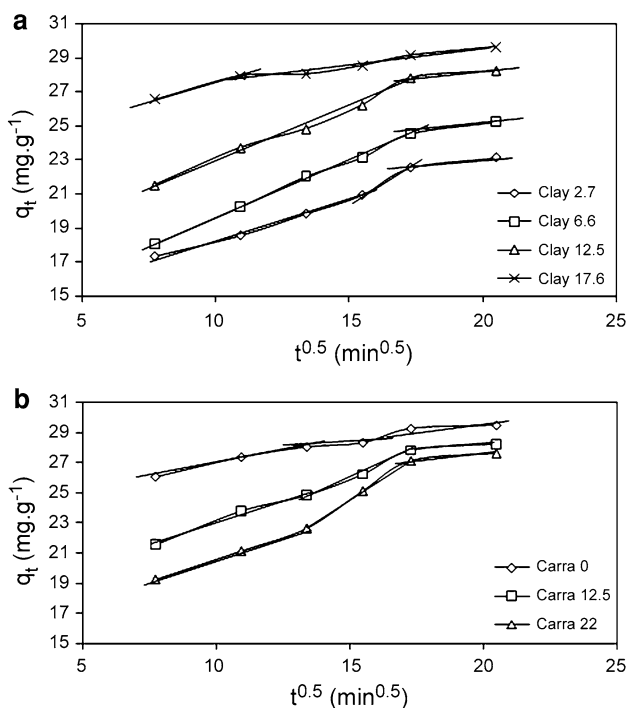 a
31
29
27
25
23
21
19
17
15
qt (mg.g-1)
5
10
15
20
25
t0.5 (min0.5)
Clay 2.7
Clay 6.6
Clay 12.5
Clay 17.6
b
31
29
27
25
23
21
19
17
15
qt (mg.g-1)
5
10
15
20
25
t0.5 (min0.5)
Carra 0
Carra 12.5
Carra 22